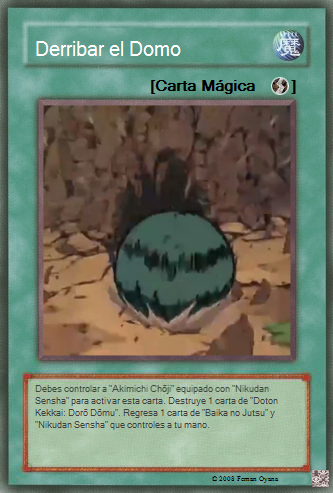 Derribar el Domo
魔
[Carta Mágica ]
Debes controlar a "Akimichi Chōji" equipado con "Nikudan
Sensha" para activar esta carta. Destruye 1 carta de "Doton
Kekkai: Dorō Dōmu". Regresa 1 carta de "Baika no Jutsu" y
"Nikudan Sensha" que controles a tu mano.
©2008 Fernan Oyana